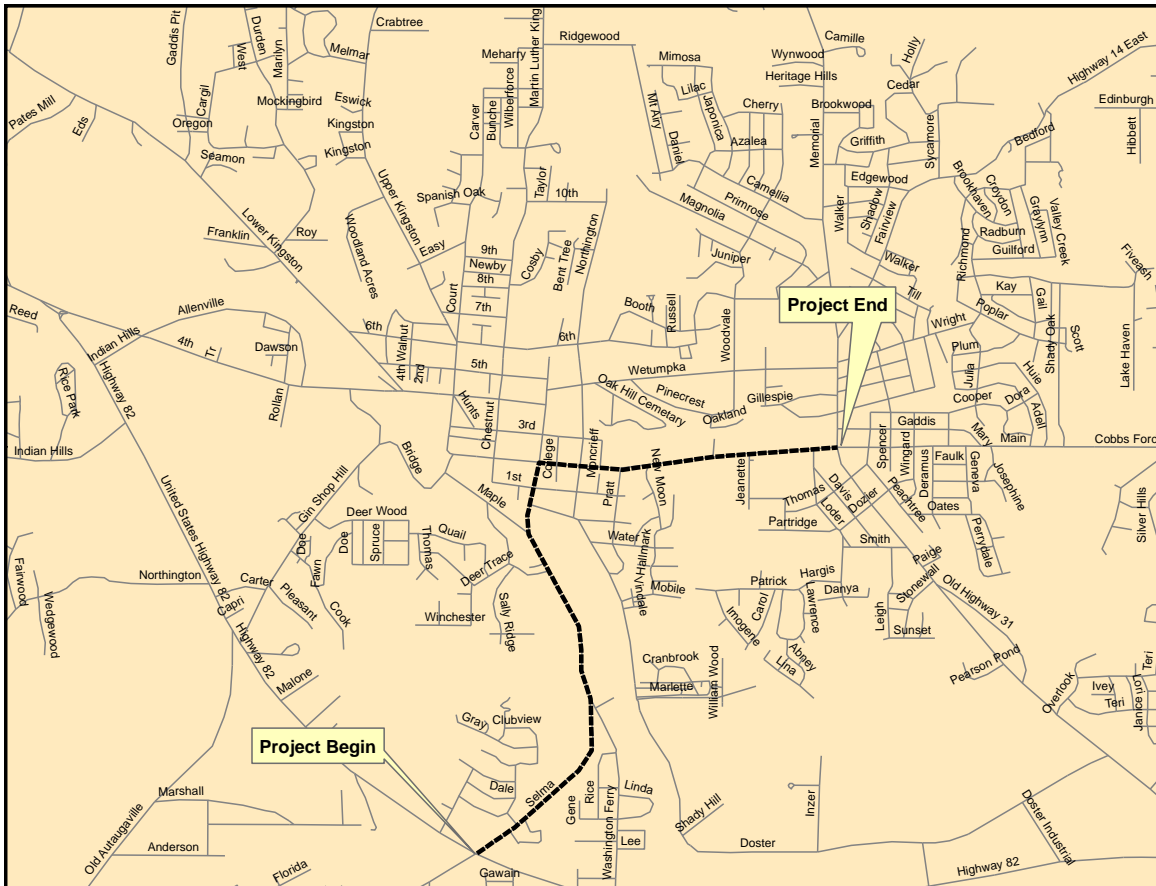 Crabtree
Gaddis Pit
Durden
West
Marilyn
Melmar
Meharry
Martin Luther King
Ridgewood
Camille
Wynwood
Holly
Mimosa
Heritage Hills
Cedar
Highway 14 East
Pates Mill
Eds
Cargil
Mockingbird
Eswick
Oregon
Kingston
Kingston
Seamon
Carver
Bunche
Wilberforce
Mt Airy
Lilac
Japonica
Cherry
Daniel
Azalea
Memorial
Brookwood
Griffith
Sycamore
Edinburgh
Hibbett
Bedford
Upper Kingston
Spanish Oak
Taylor
10th
Camellia
Primrose
Magnolia
Edgewood
Walker
Shadow
Fairview
Brookhaven
Croydon
Graylynn
Valley Creek
Radburn
Guilford
Lower Kingston
Franklin
Roy
Woodland Acres
Easy
9th
Newby
8th
7th
Cosby
Bent Tree
Northington
Juniper
Walker
Richmond
Fiveash
Court
Booth
Russell
Woodvale
Project End
Till
Kay
Gail
Poplar
Wright
Shady Oak
Scott
Lake Haven
Reed
Allenville
Indian Hills
4th
Tr
Dawson
6th
4th
Walnut
2nd
5th
6th
Wetumpka
Plum
Julia
Huie
Rice Park
Highway 82
Rollan
Hunts
Chestnut
Oak Hill Cemetary
Pinecrest
Oakland
Gillespie
Cooper
Dora
Adell
Gaddis
Mary
Main
Cobbs Ford
Indian Hills
Bridge
3rd
College
Moncrieff
1st
Pratt
New Moon
Jeanette
Spencer
Wingard
Deramus
Faulk
Geneva
Josephine
United States Highway 82
Gin Shop Hill
Maple
Thomas
Davis
Loder
Dozier
Peachtree
Oates
Perrydale
Silver Hills
Deer Wood
Doe
Doe
Spruce
Thomas
Quail
Water
Partridge
Smith
Paige
Fairwood
Wedgewood
Northington
Carter
Fawn
Deer Trace
Hallmark
Vindale
Mobile
Patrick
Hargis
Danya
Stonewall
Old Highway 31
Capri
Pleasant
Cook
Winchester
Sally Ridge
Imogene
Carol
Lawrence
Leigh
Sunset
Highway 82
Malone
Cranbrook
Marlette
William Wood
Abney
Lina
Pearson Pond
Overlook
Ivey
Teri
Lori
Teri
Janice
Gray
Clubview
Project Begin
Dale
Selma
Gene
Rice
Linda
Washington Ferry
Lee
Shady Hill
Inzer
Marshall
Old Autaugaville
Anderson
Florida
Gawain
Doster
Doster Industrial
Highway 82